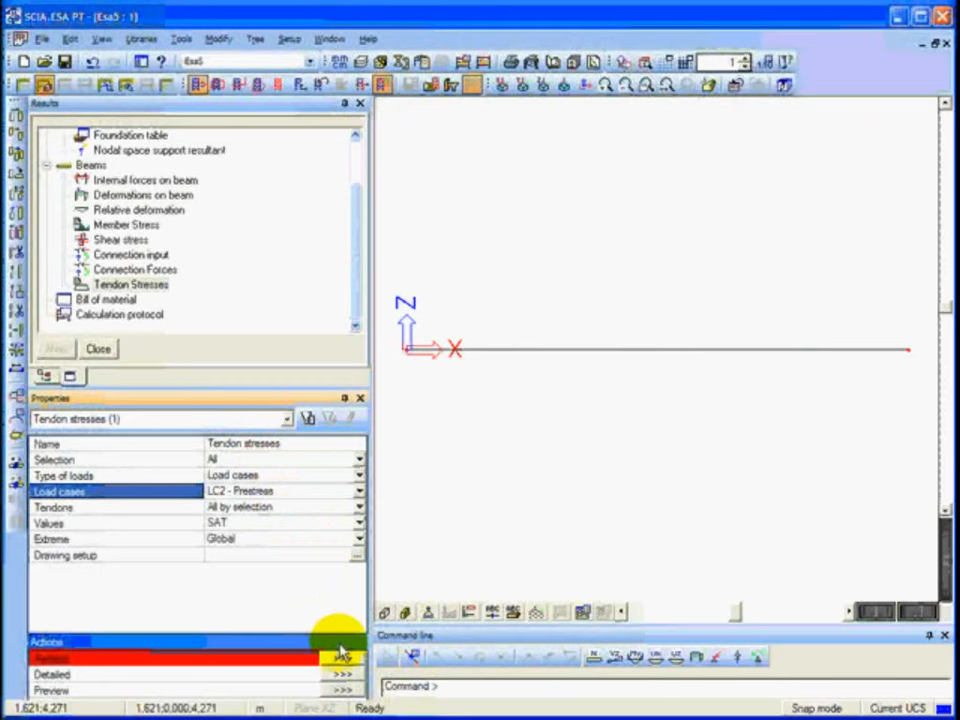 SCIA.ESA PT - [Esa5 : 1]
File Edit View Libraries Tools Modify Tree Setup Window Help
Esa5
1
Results
Foundation table
Nodal space support resultant
Beams
Internal forces on beam
Deformations on beam
Relative deformation
Member Stress
Shear stress
Connection input
Connection Forces
Tendon Stresses
Bill of material
Calculation protocol
Close
Z
X
Properties
Tendon stresses (1)
Name Tendon stresses
Selection All
Type of loads Load cases
Load cases LC2 - Prestress
Tendons All by selection
Values SAT
Extreme Global
Drawing setup ...
Actions
>>>
Detailed >>>
Preview >>>
Command line
Command >
1.621;4.271 1.621;0.000;4.271 m Plane XZ Ready Snap mode Current UCS